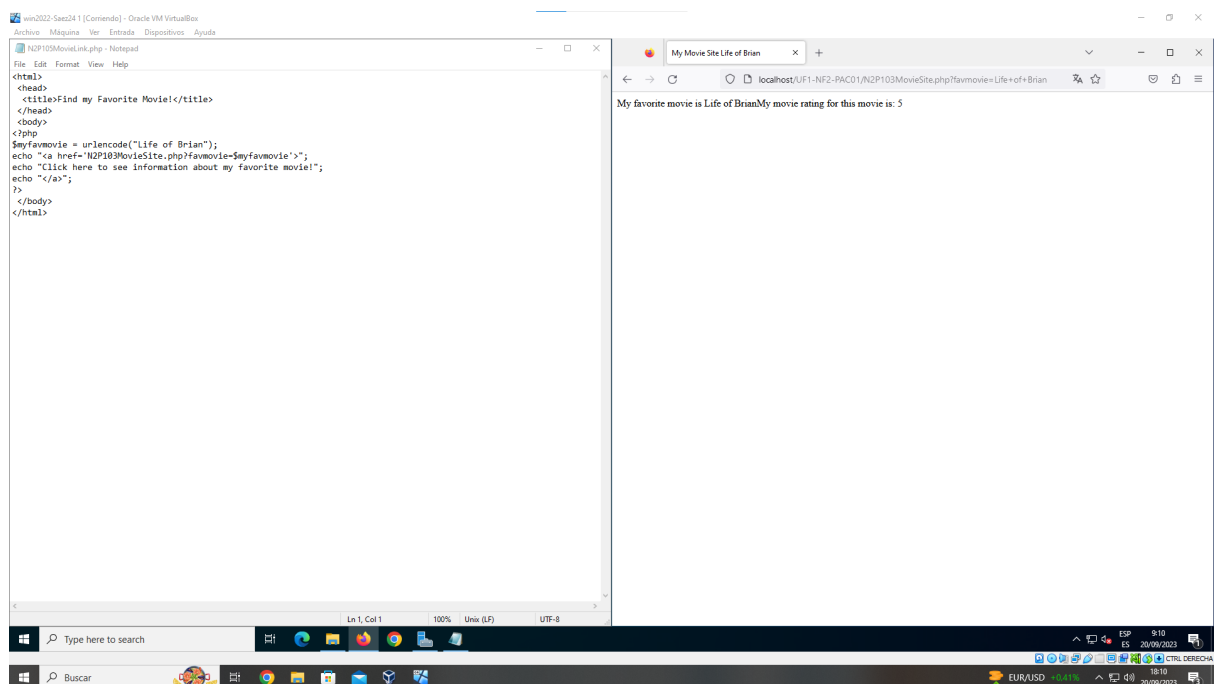 win2022-Saez24 1 [Corriendo] - Oracle VM VirtualBox
Archivo Máquina Ver Entrada Dispositivos Ayuda
N2P105MovieLink.php - Notepad
File Edit Format View Help
<html>
<head>
<title>Find my Favorite Movie!</title>
</head>
<body>
<?php
$myfavmovie = urlencode("Life of Brian");
echo "<a href='N2P103MovieSite.php?favmovie=$myfavmovie'>";
echo "Click here to see information about my favorite movie!";
echo "</a>";
?>
</body>
</html>
Ln 1, Col 1 100% Unix (LF) UTF-8
My Movie Site Life of Brian
localhost/UF1-NF2-PAC01/N2P103MovieSite.php?favmovie=Life+of+Brian
My favorite movie is Life of BrianMy movie rating for this movie is: 5
Type here to search
ESP 9:10
ES 20/09/2023
CTRL DERECHA
Buscar
EUR/USD +0,41%
18:10
20/09/2023